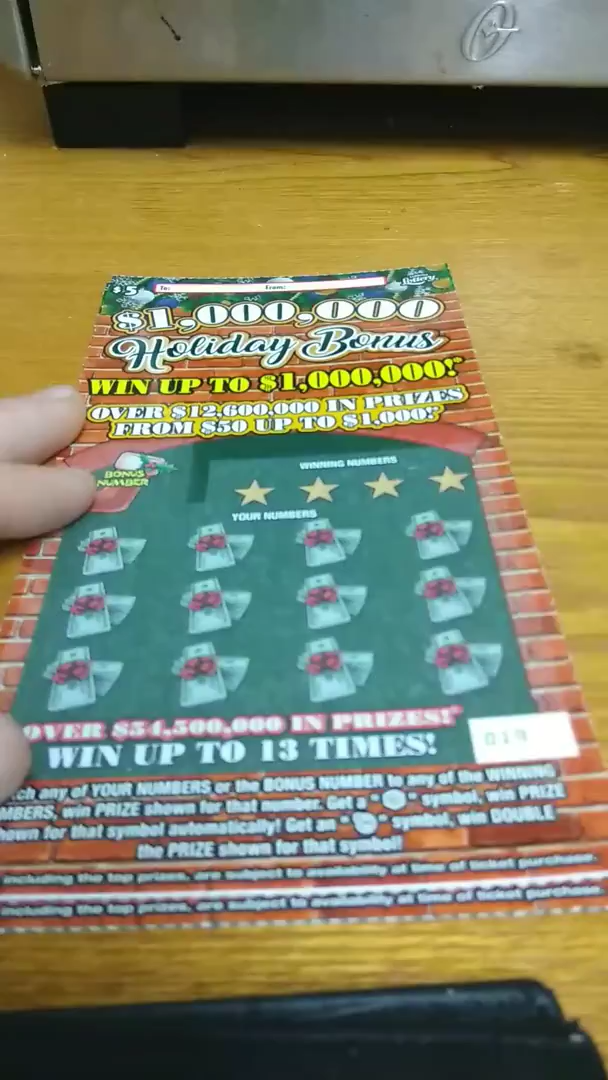 $5
To: From:
Lottery
$1,000,000
Holiday Bonus
WIN UP TO $1,000,000!*
OVER $12,600,000 IN PRIZES
FROM $50 UP TO $1,000!*
BONUS
NUMBER
WINNING NUMBERS
YOUR NUMBERS
OVER $54,500,000 IN PRIZES!*
WIN UP TO 13 TIMES!
019
any of YOUR NUMBERS or the BONUS NUMBER to any of the WINNING
win PRIZE shown for that number. Get a " " symbol, win PRIZE
for that symbol automatically! Get an " " symbol, win DOUBLE
the PRIZE shown for that symbol!
including the top prizes, are subject to availability at time of ticket purchase.
including the top prizes, are subject to availability at time of ticket purchase.